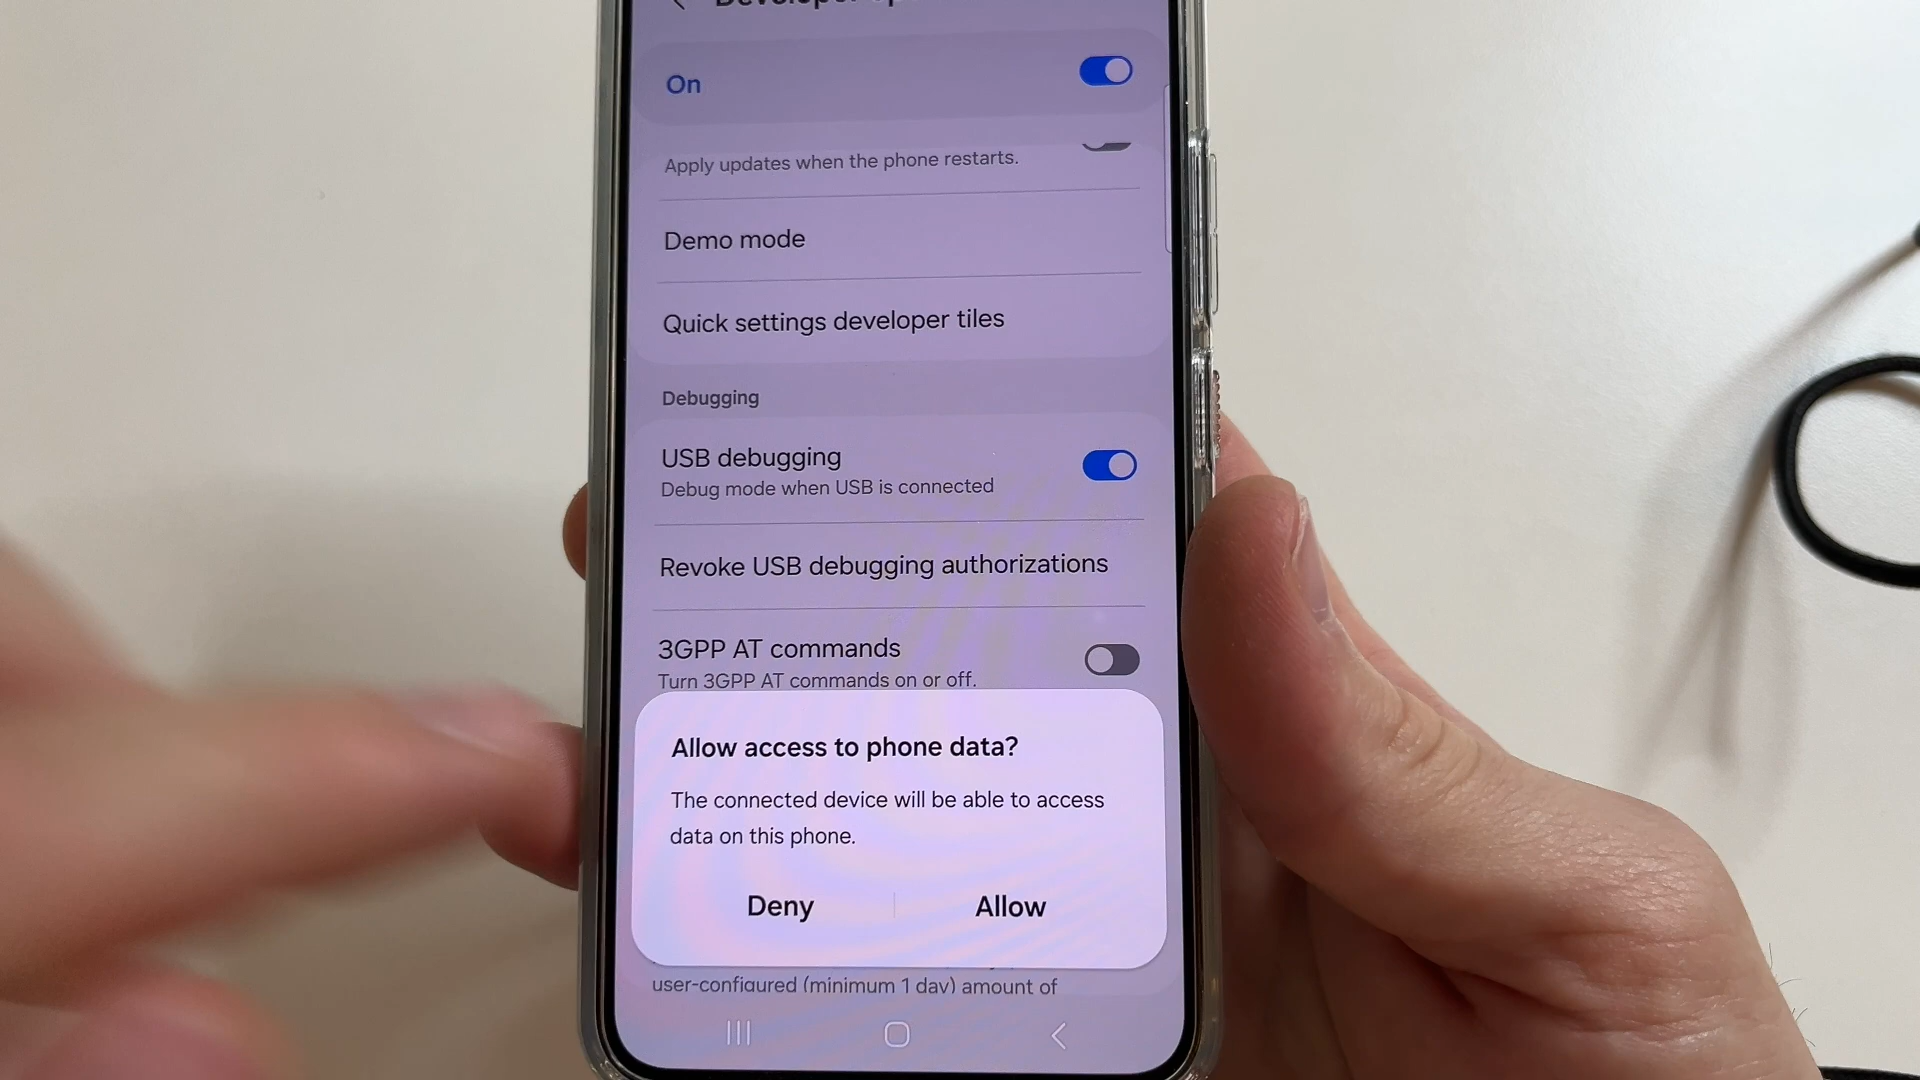 Developer
On
Apply updates when the phone restarts.
Demo mode
Quick settings developer tiles
Debugging
USB debugging
Debug mode when USB is connected
Revoke USB debugging authorizations
3GPP AT commands
Turn 3GPP AT commands on or off.
Allow access to phone data?
The connected device will be able to access
data on this phone.
Deny
Allow
user-configured (minimum 1 day) amount of